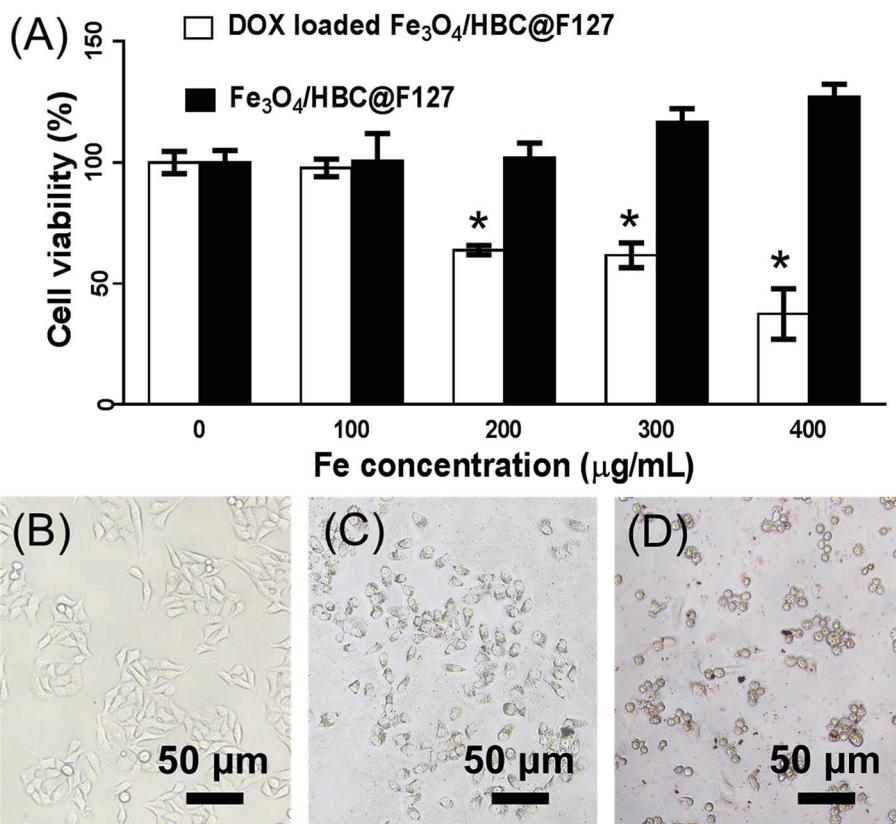 (A)
DOX loaded Fe₃O₄/HBC@F127
Fe₃O₄/HBC@F127
Cell viability (%)
150
100
50
0
* * *
0 100 200 300 400
Fe concentration (μg/mL)
(B) (C) (D)
50 μm 50 μm 50 μm